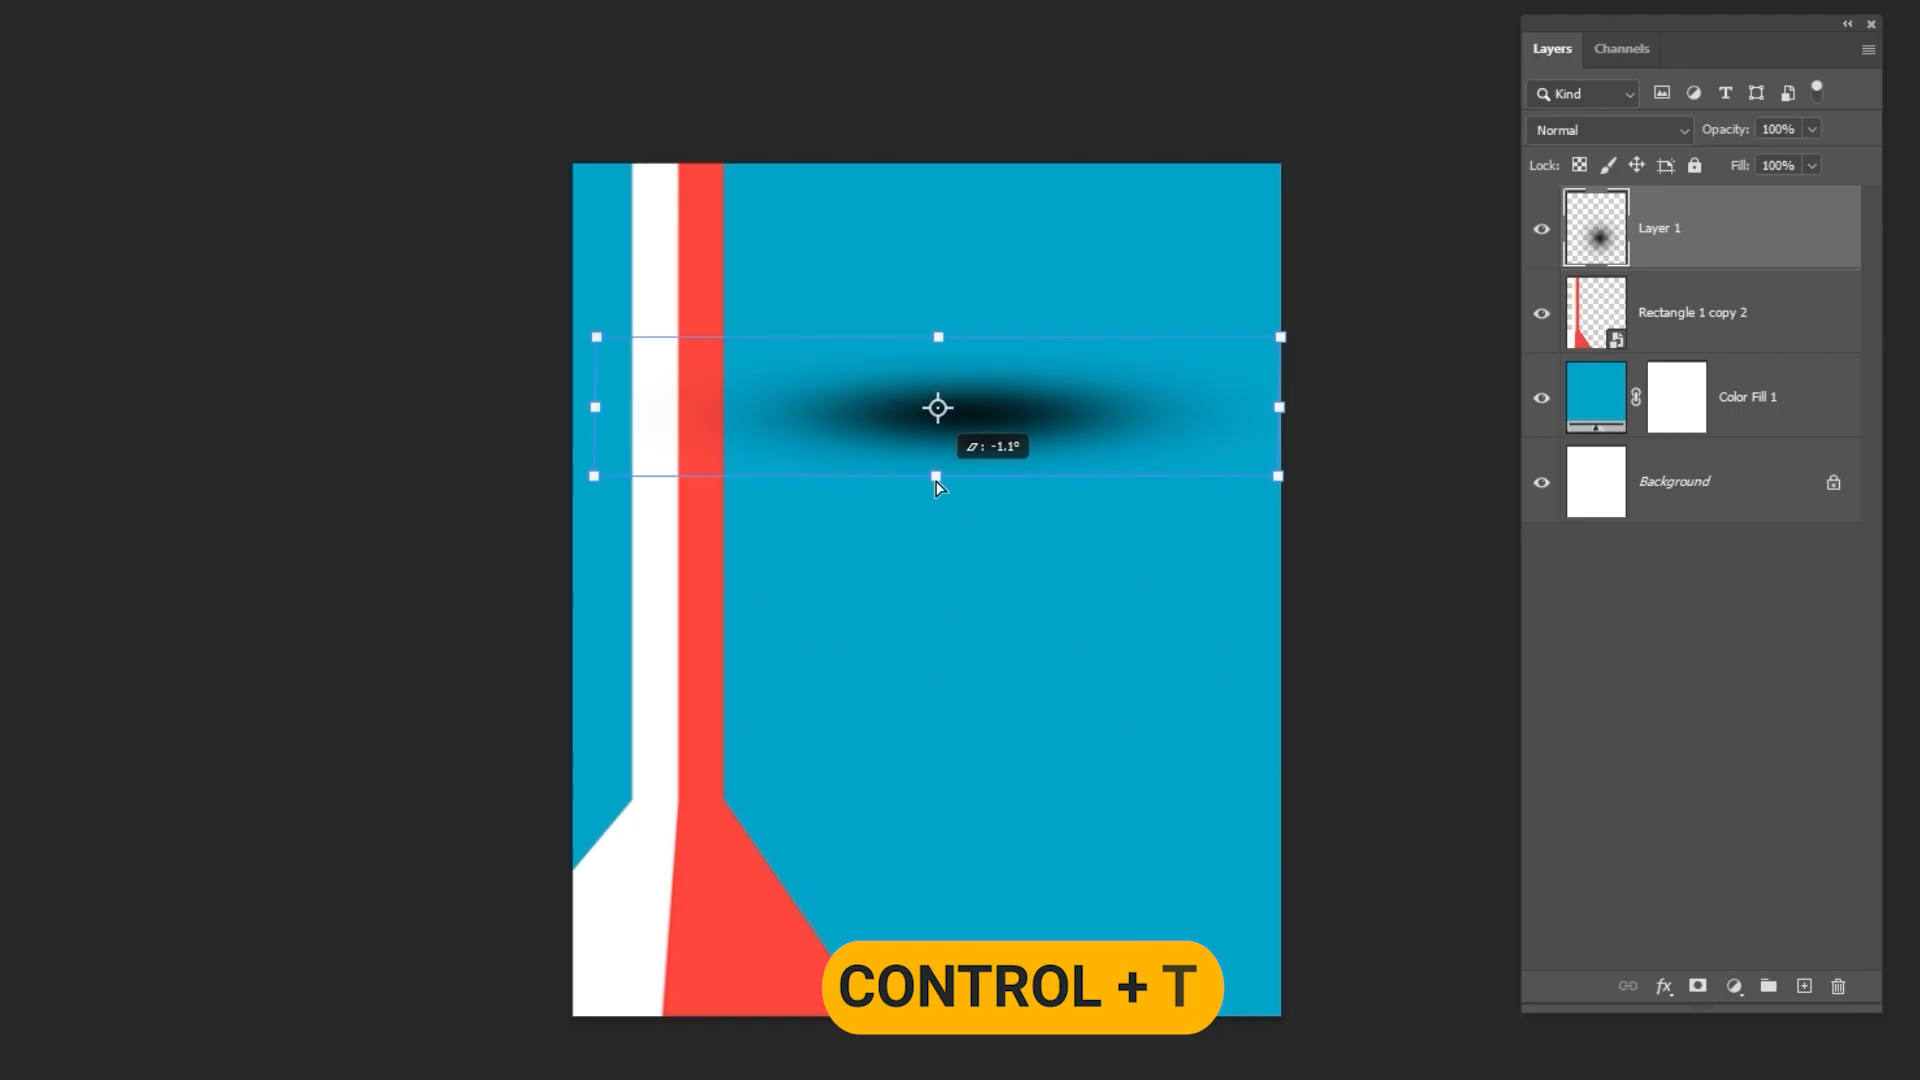 Layers Channels
Kind
Normal Opacity: 100%
Lock: Fill: 100%
Layer 1
Rectangle 1 copy 2
Color Fill 1
Background
: -1.1°
CONTROL + T